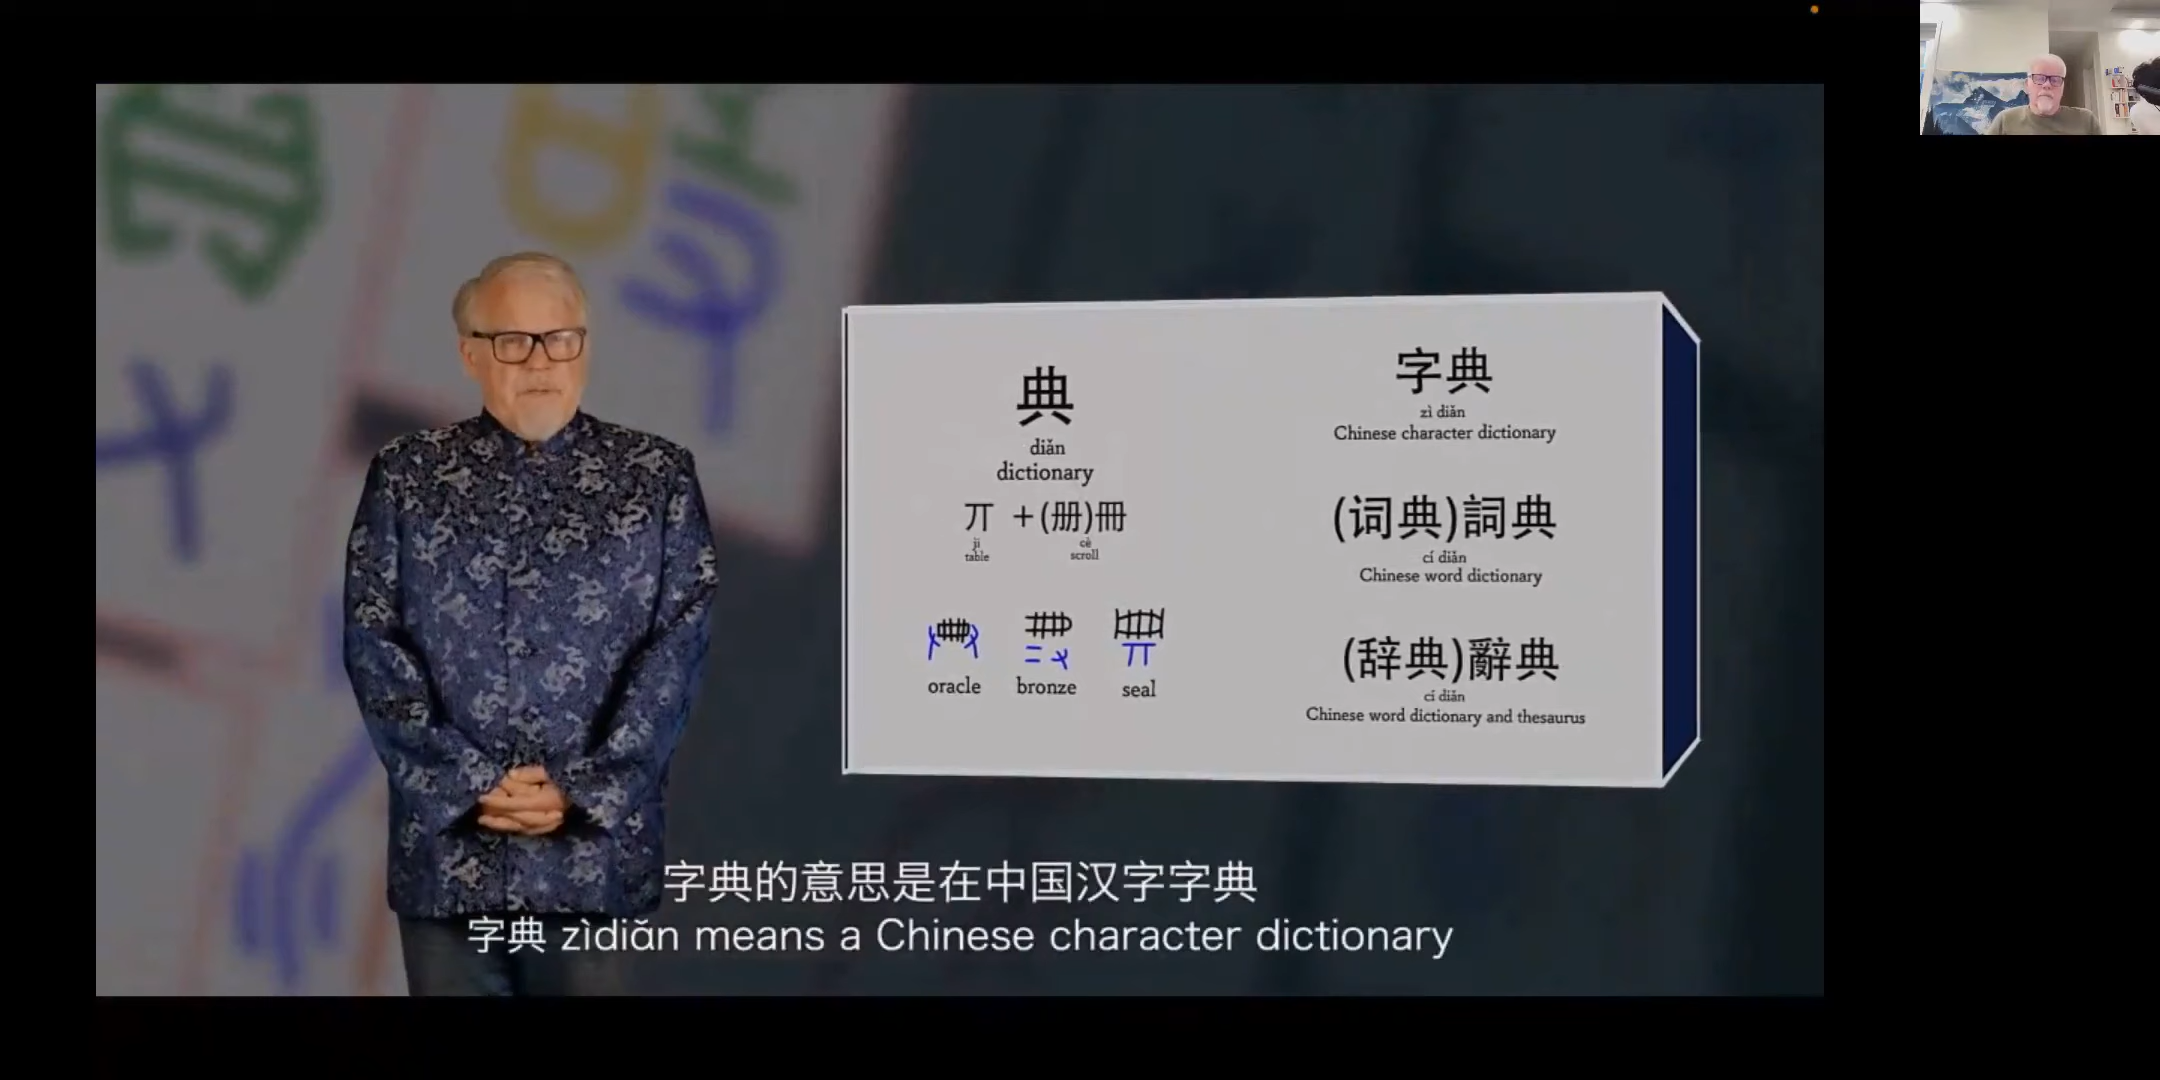 典
diǎn
dictionary
丌 + (册)冊
jī table
cè scroll
oracle bronze seal
字典
zì diǎn
Chinese character dictionary
(词典)詞典
cí diǎn
Chinese word dictionary
(辞典)辭典
cí diǎn
Chinese word dictionary and thesaurus
字典的意思是在中国汉字字典
字典 zìdiǎn means a Chinese character dictionary